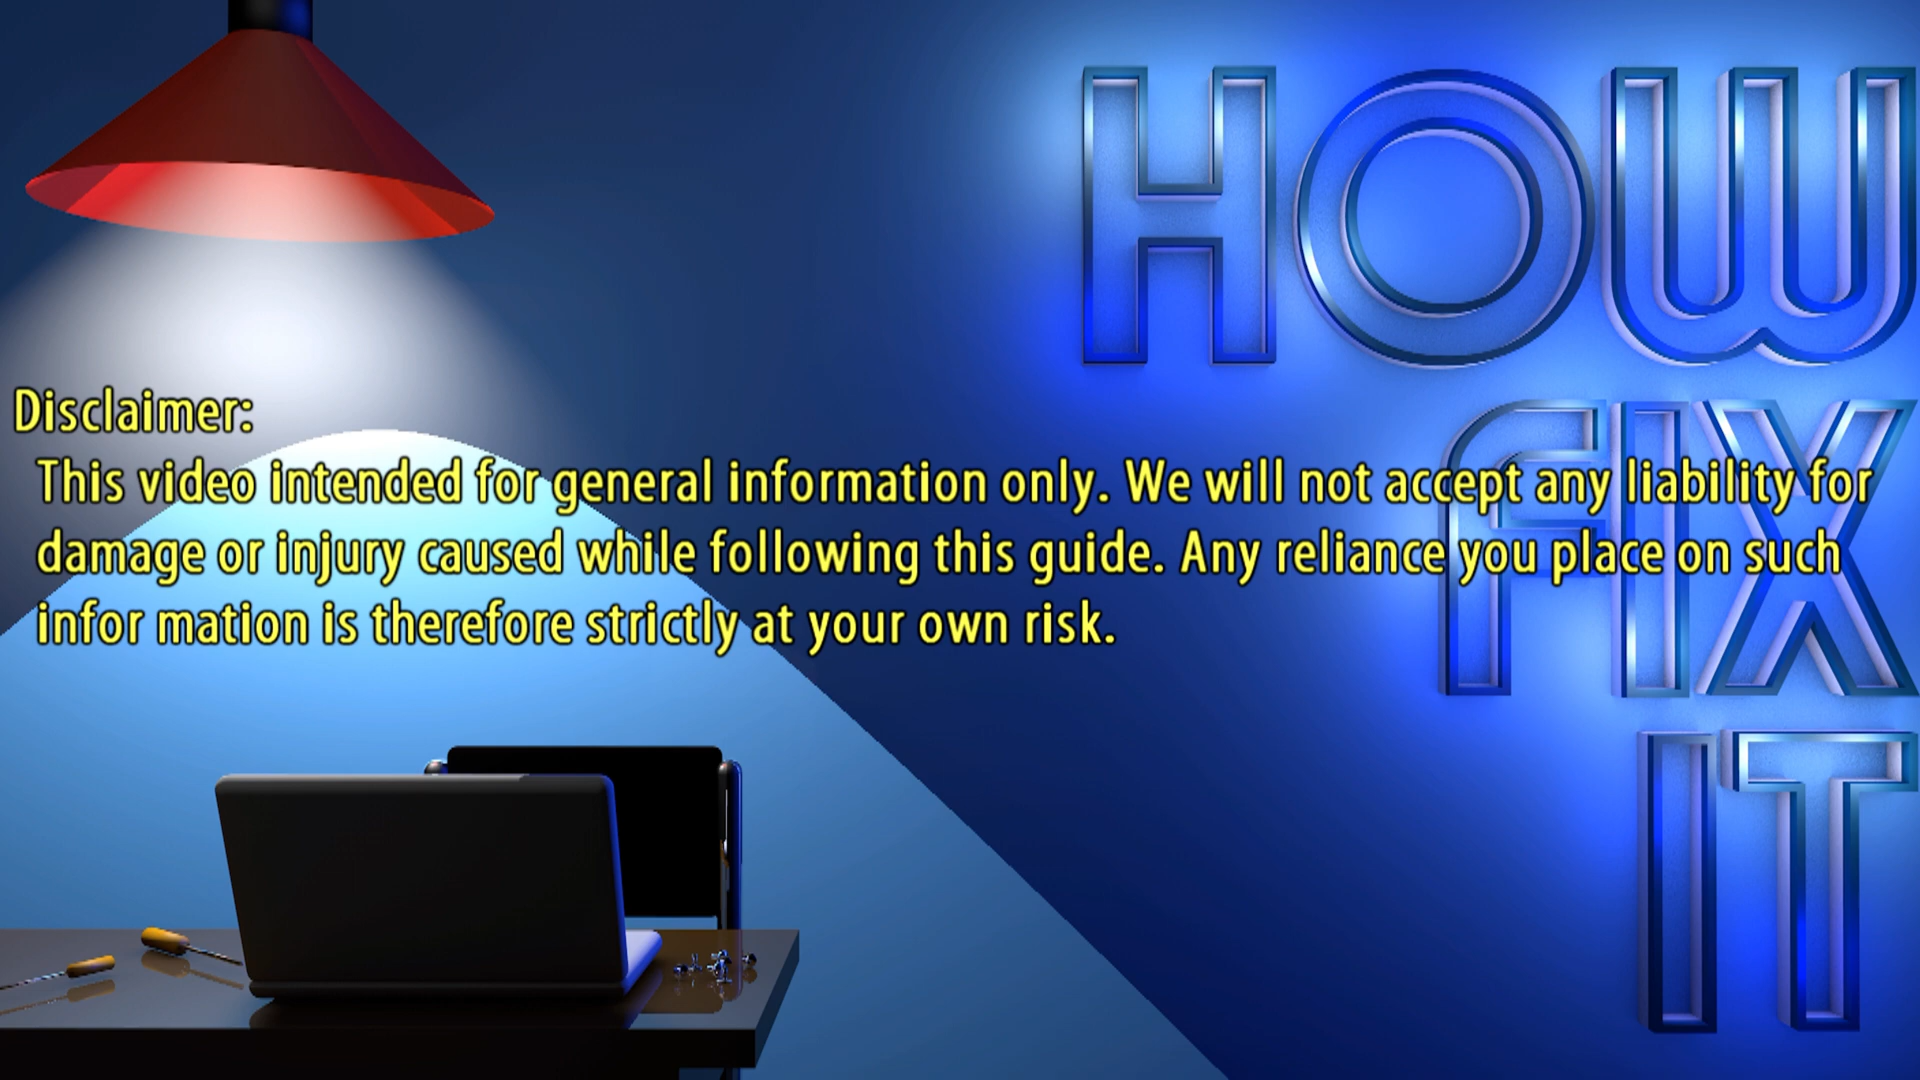 HOW
FIX
IT
Disclaimer:
This video intended for general information only. We will not accept any liability for
damage or injury caused while following this guide. Any reliance you place on such
infor mation is therefore strictly at your own risk.